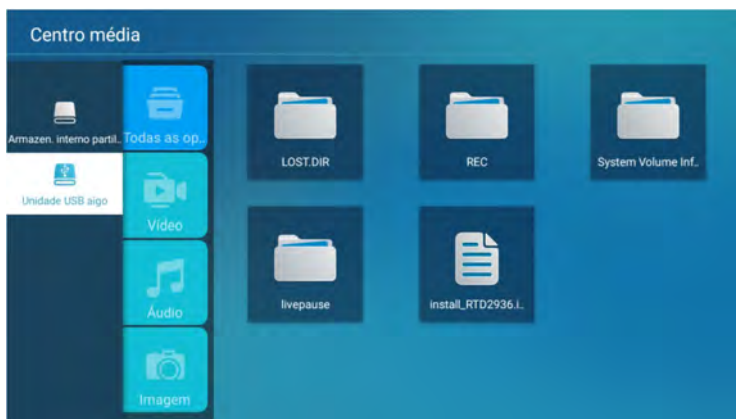 Centro média
Armazen. interno partil..
Unidade USB aigo
Todas as op..
Vídeo
Áudio
Imagem
LOST.DIR
REC
System Volume Inf..
livepause
install_RTD2936.i..